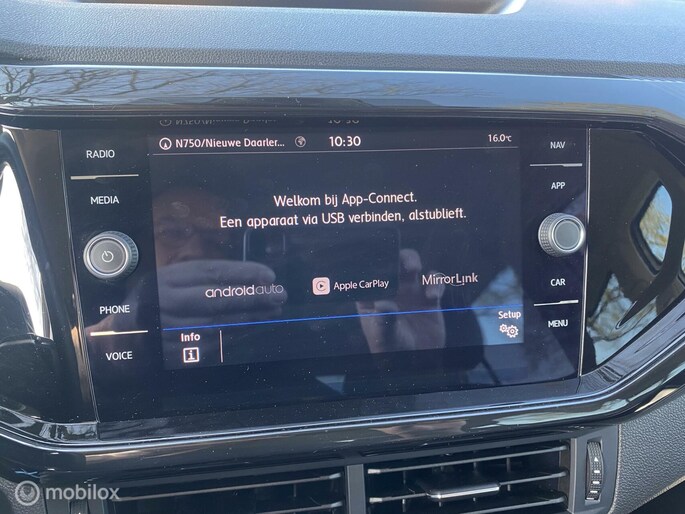 RADIO
MEDIA
PHONE
VOICE
N750/Nieuwe Daarler... 10:30 16.0°C
Welkom bij App-Connect.
Een apparaat via USB verbinden, alstublieft.
androidauto Apple CarPlay MirrorLink
Info Setup
NAV
APP
CAR
MENU
mobilox